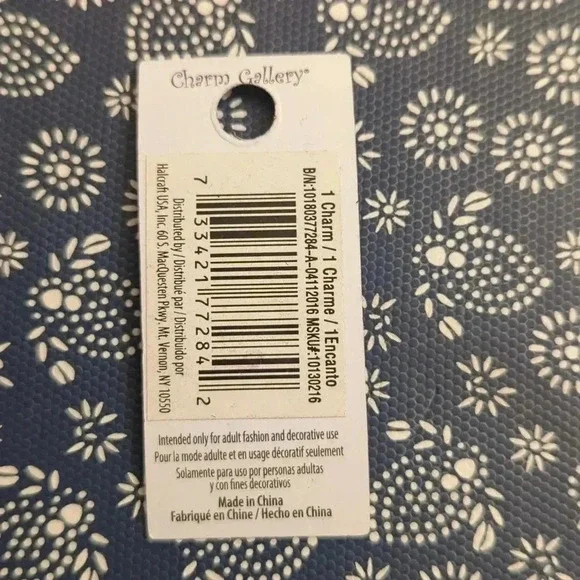 Charm Gallery®
1 Charm / 1 Charme / 1Encanto
B/N:10180377284-A-04112016 MSKU#:10130216
7 33421 77284 2
Distributed by / Distribué par / Distribuido por
Halcraft USA, Inc. 60 S. MacQuesten Pkwy, Mt. Vernon, NY 10550
Intended only for adult fashion and decorative use
Pour la mode adulte et en usage décoratif seulement
Solamente para uso por personas adultas
y con fines decorativos
Made in China
Fabriqué en Chine / Hecho en China